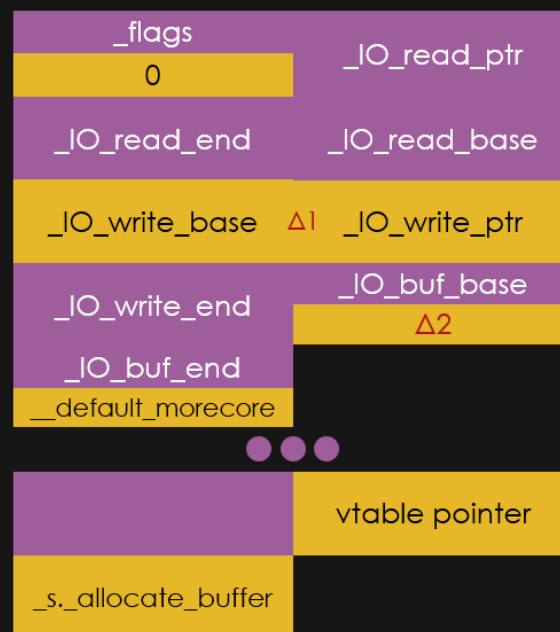 _flags
0
_IO_read_ptr
_IO_read_end
_IO_read_base
_IO_write_base
Δ1
_IO_write_ptr
_IO_write_end
_IO_buf_base
Δ2
_IO_buf_end
__default_morecore
vtable pointer
_s._allocate_buffer